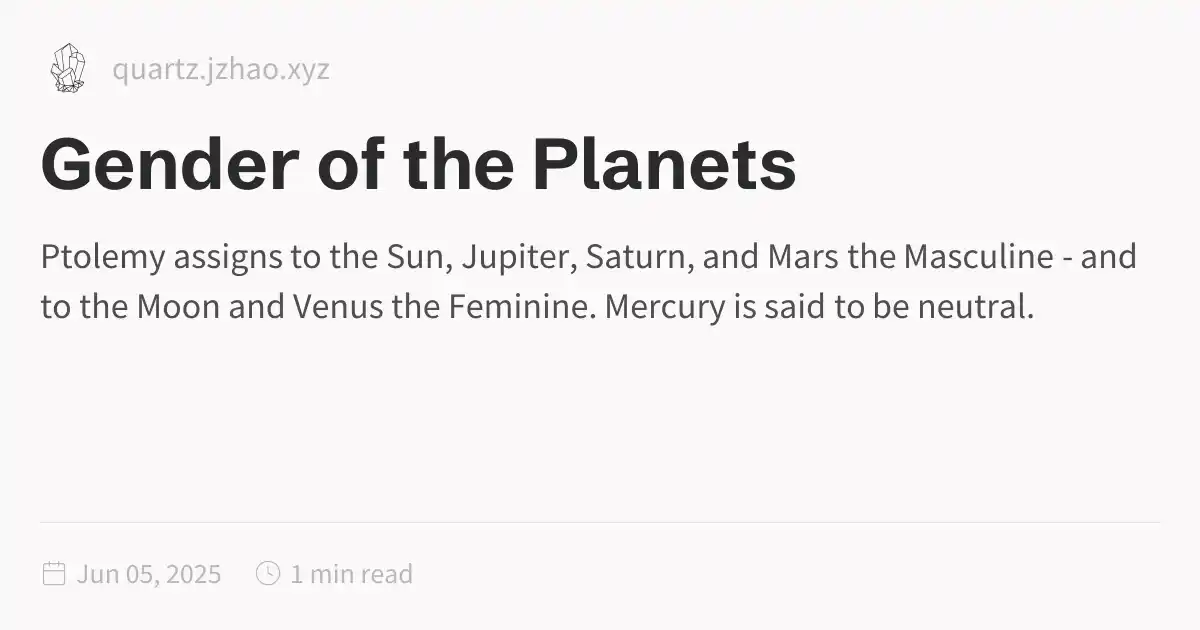 quartz.jzhao.xyz
Gender of the Planets
Ptolemy assigns to the Sun, Jupiter, Saturn, and Mars the Masculine - and
to the Moon and Venus the Feminine. Mercury is said to be neutral.
Jun 05, 2025 1 min read